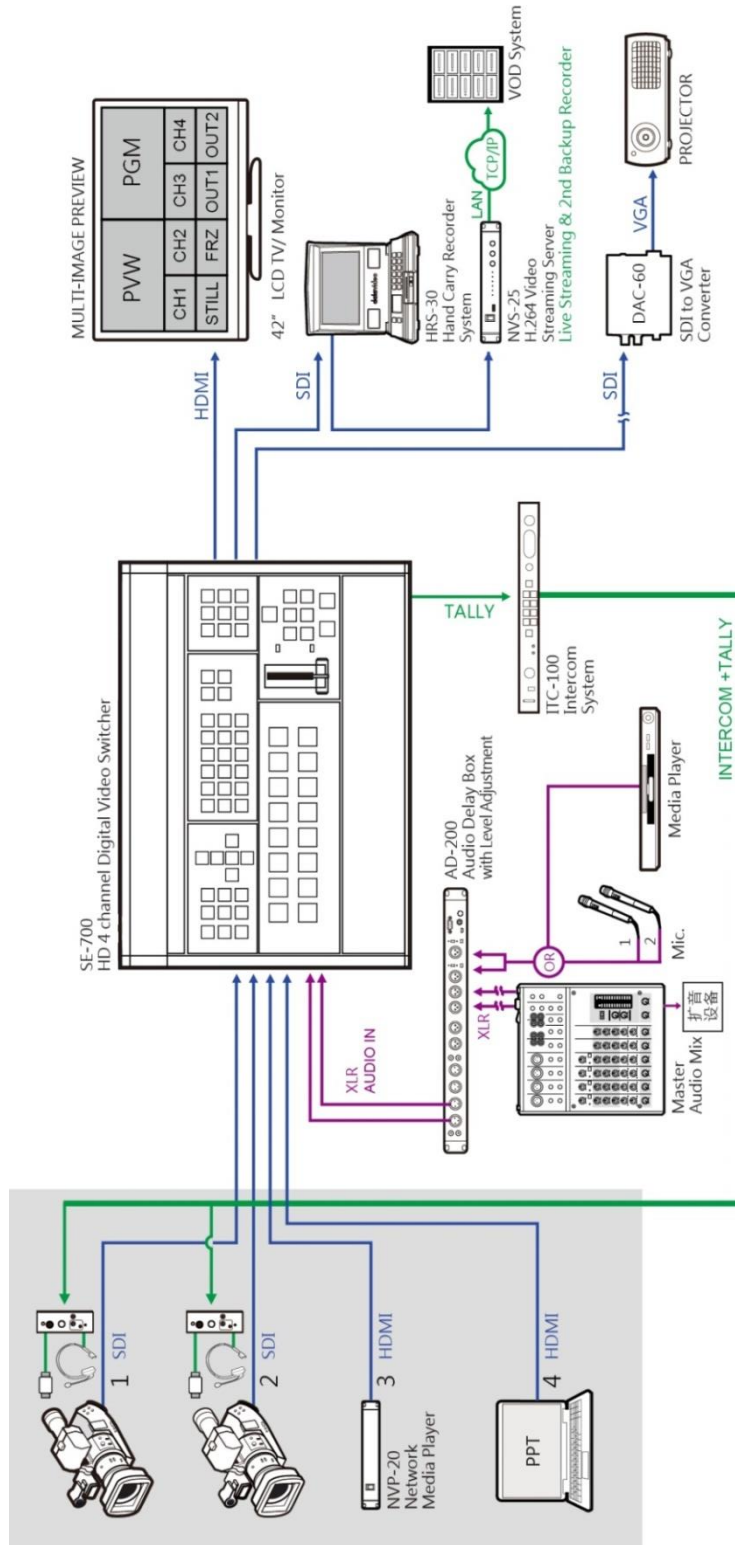 MULTI-IMAGE PREVIEW
PVW
PGM
CH1
CH2
CH3
CH4
STILL
FRZ
OUT1
OUT2
42" LCD TV/ Monitor
HDMI
SDI
HRS-30
Hand Carry Recorder
System
LAN
TCP/IP
VOD System
NVS-25
H.264 Video
Streaming Server
Live Streaming & 2nd Backup Recorder
SDI
DAC-60
SDI to VGA
Converter
VGA
PROJECTOR
SE-700
HD 4 channel Digital Video Switcher
TALLY
ITC-100
Intercom
System
INTERCOM +TALLY
XLR
AUDIO IN
AD-200
Audio Delay Box
with Level Adjustment
XLR
OR
1
2
Mic.
Media Player
Master
Audio Mix
扩音
设备
1
SDI
2
SDI
3
HDMI
NVP-20
Network
Media Player
4
HDMI
PPT